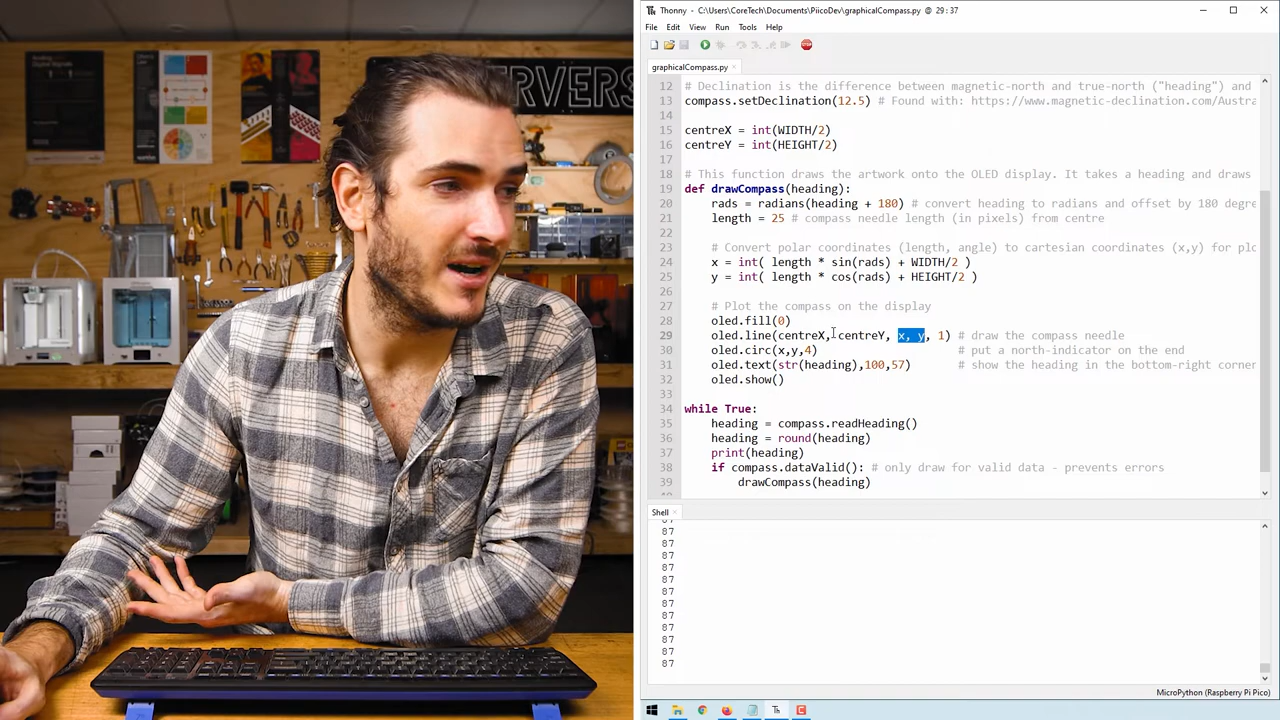 Thonny - C:\Users\CoreTech\Documents\PiicoDev\graphicalCompass.py @ 29 : 37
File Edit View Run Tools Help
graphicalCompass.py
12 # Declination is the difference between magnetic-north and true-north ("heading") and
13 compass.setDeclination(12.5) # Found with: https://www.magnetic-declination.com/Austra
14
15 centreX = int(WIDTH/2)
16 centreY = int(HEIGHT/2)
17
18 # This function draws the artwork onto the OLED display. It takes a heading and draws
19 def drawCompass(heading):
20 rads = radians(heading + 180) # convert heading to radians and offset by 180 degre
21 length = 25 # compass needle length (in pixels) from centre
22
23 # Convert polar coordinates (length, angle) to cartesian coordinates (x,y) for
24 x = int( length * sin(rads) + WIDTH/2 )
25 y = int( length * cos(rads) + HEIGHT/2 )
26
27 # Plot the compass on the display
28 oled.fill(0)
29 oled.line(centreX, centreY, x, y, 1) # draw the compass needle
30 oled.circ(x,y,4) # put a north-indicator on the end
31 oled.text(str(heading),100,57) # show the heading in the bottom-right corner
32 oled.show()
33
34 while True:
35 heading = compass.readHeading()
36 heading = round(heading)
37 print(heading)
38 if compass.dataValid(): # only draw for valid data - prevents errors
39 drawCompass(heading)
Shell
87
87
87
87
87
87
87
87
87
87
87
87
87
MicroPython (Raspberry Pi Pico)
ERVERS